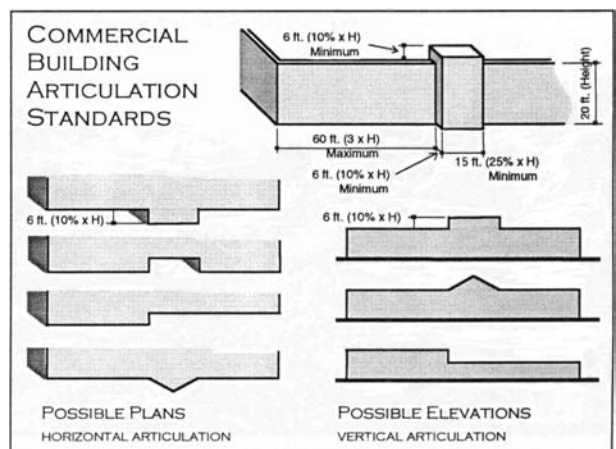 COMMERCIAL
BUILDING
ARTICULATION
STANDARDS
6 ft. (10% x H)
Minimum
20 ft. (Height)
60 ft. (3 x H)
Maximum
15 ft. (25% x H)
Minimum
6 ft. (10% x H)
Minimum
6 ft. (10% x H)
6 ft. (10% x H)
POSSIBLE PLANS
HORIZONTAL ARTICULATION
POSSIBLE ELEVATIONS
VERTICAL ARTICULATION